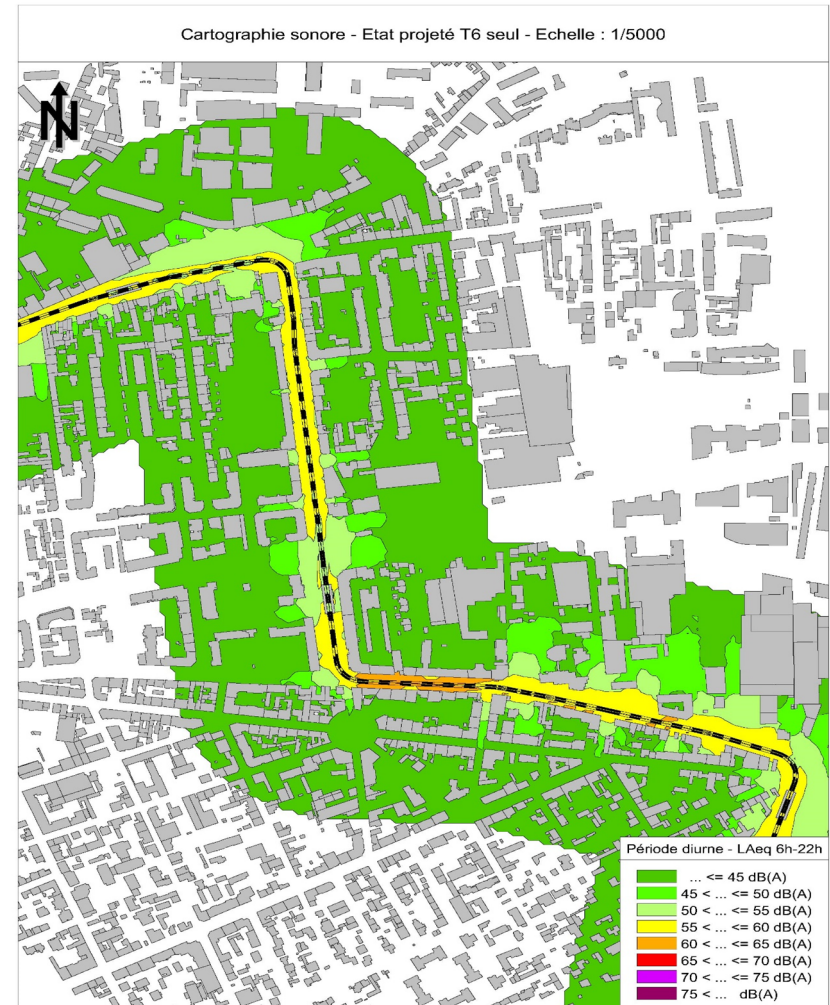 Cartographie sonore - Etat projeté T6 seul - Echelle : 1/5000
N
Période diurne - LAeq 6h-22h
... <= 45 dB(A)
45 < ... <= 50 dB(A)
50 < ... <= 55 dB(A)
55 < ... <= 60 dB(A)
60 < ... <= 65 dB(A)
65 < ... <= 70 dB(A)
70 < ... <= 75 dB(A)
75 < ... dB(A)